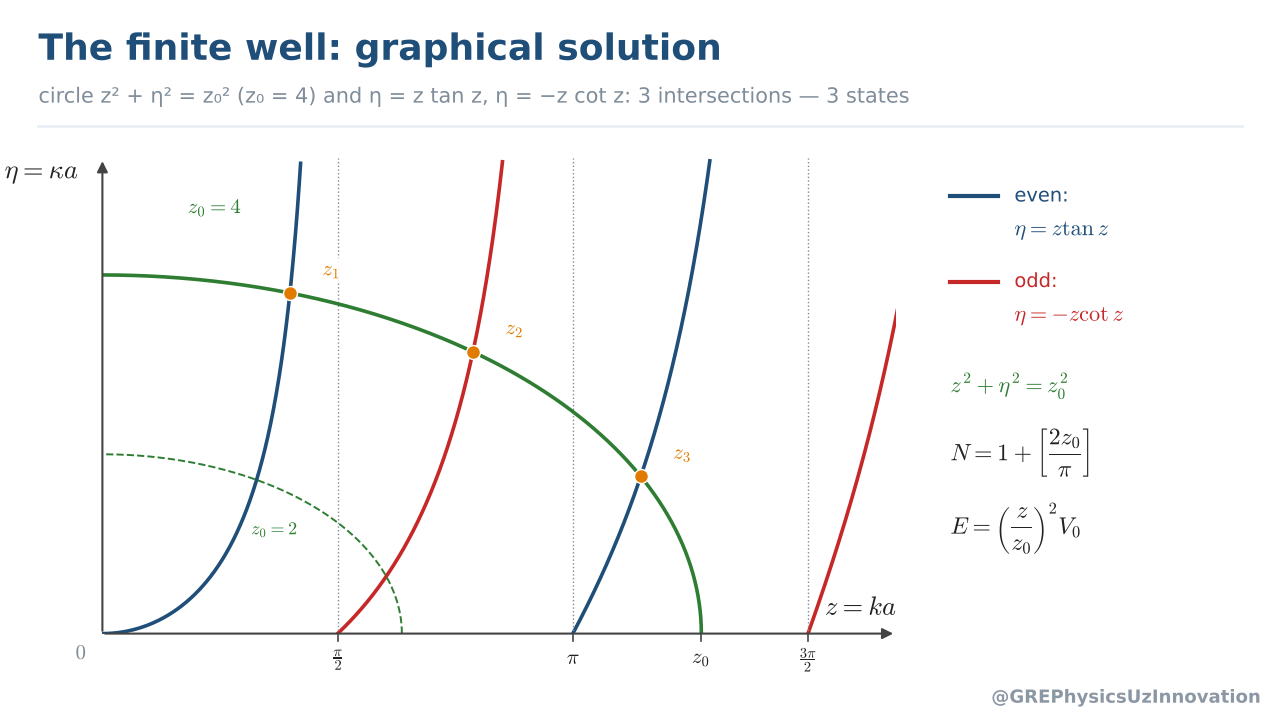 The finite well: graphical solution
circle z² + η² = z₀² (z₀ = 4) and η = z tan z, η = −z cot z: 3 intersections — 3 states
η = κa
z₀ = 4
z₁
z₂
z₃
z₀ = 2
z = ka
0
π/2
π
z₀
3π/2
even:
η = z tan z
odd:
η = −z cot z
z² + η² = z₀²
N = 1 + [2z₀/π]
E = (z/z₀)² V₀
@GREPhysicsUzInnovation